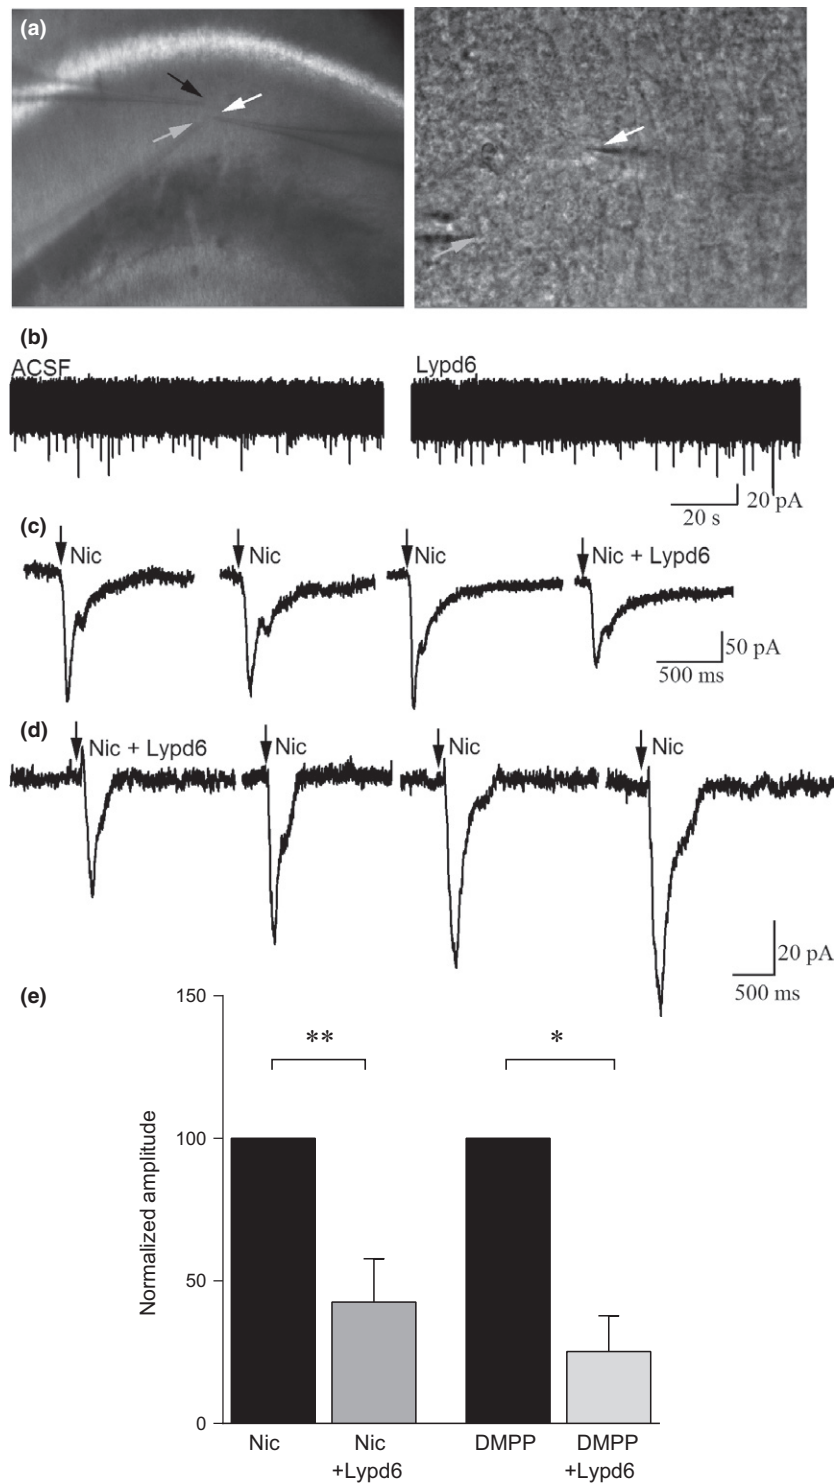 (a)
(b)
ACSF
Lypd6
20 pA
20 s
(c)
Nic
Nic
Nic
Nic + Lypd6
50 pA
500 ms
(d)
Nic + Lypd6
Nic
Nic
Nic
20 pA
500 ms
(e)
150
**
*
100
50
0
Normalized amplitude
Nic
Nic
+Lypd6
DMPP
DMPP
+Lypd6